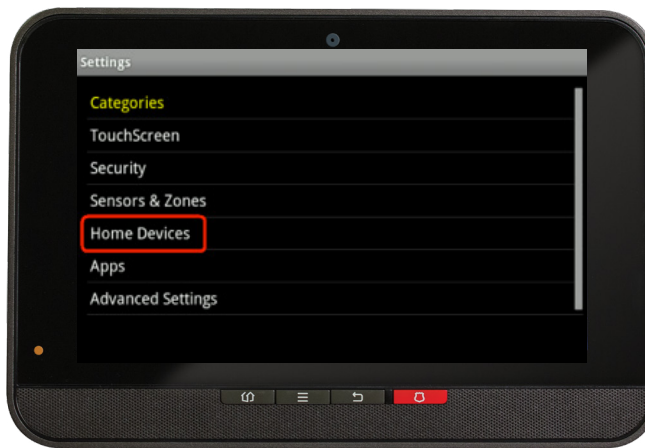 Settings
Categories
TouchScreen
Security
Sensors & Zones
Home Devices
Apps
Advanced Settings